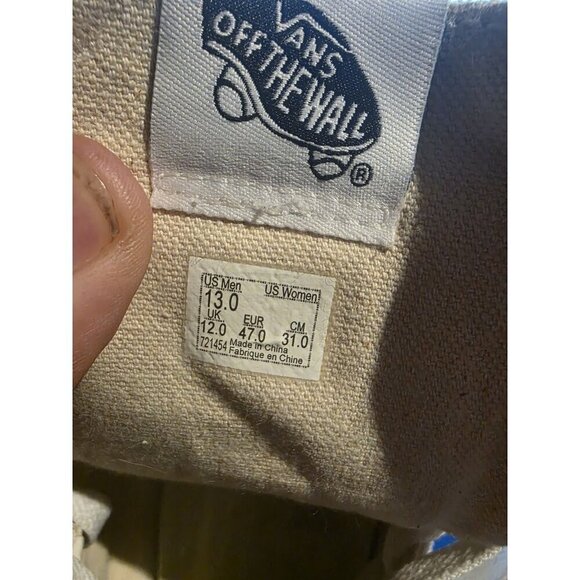 VANS
OFF THE WALL
®
US Men US Women
13.0
UK EUR CM
12.0 47.0 31.0
721454 Made in China
Fabrique en Chine